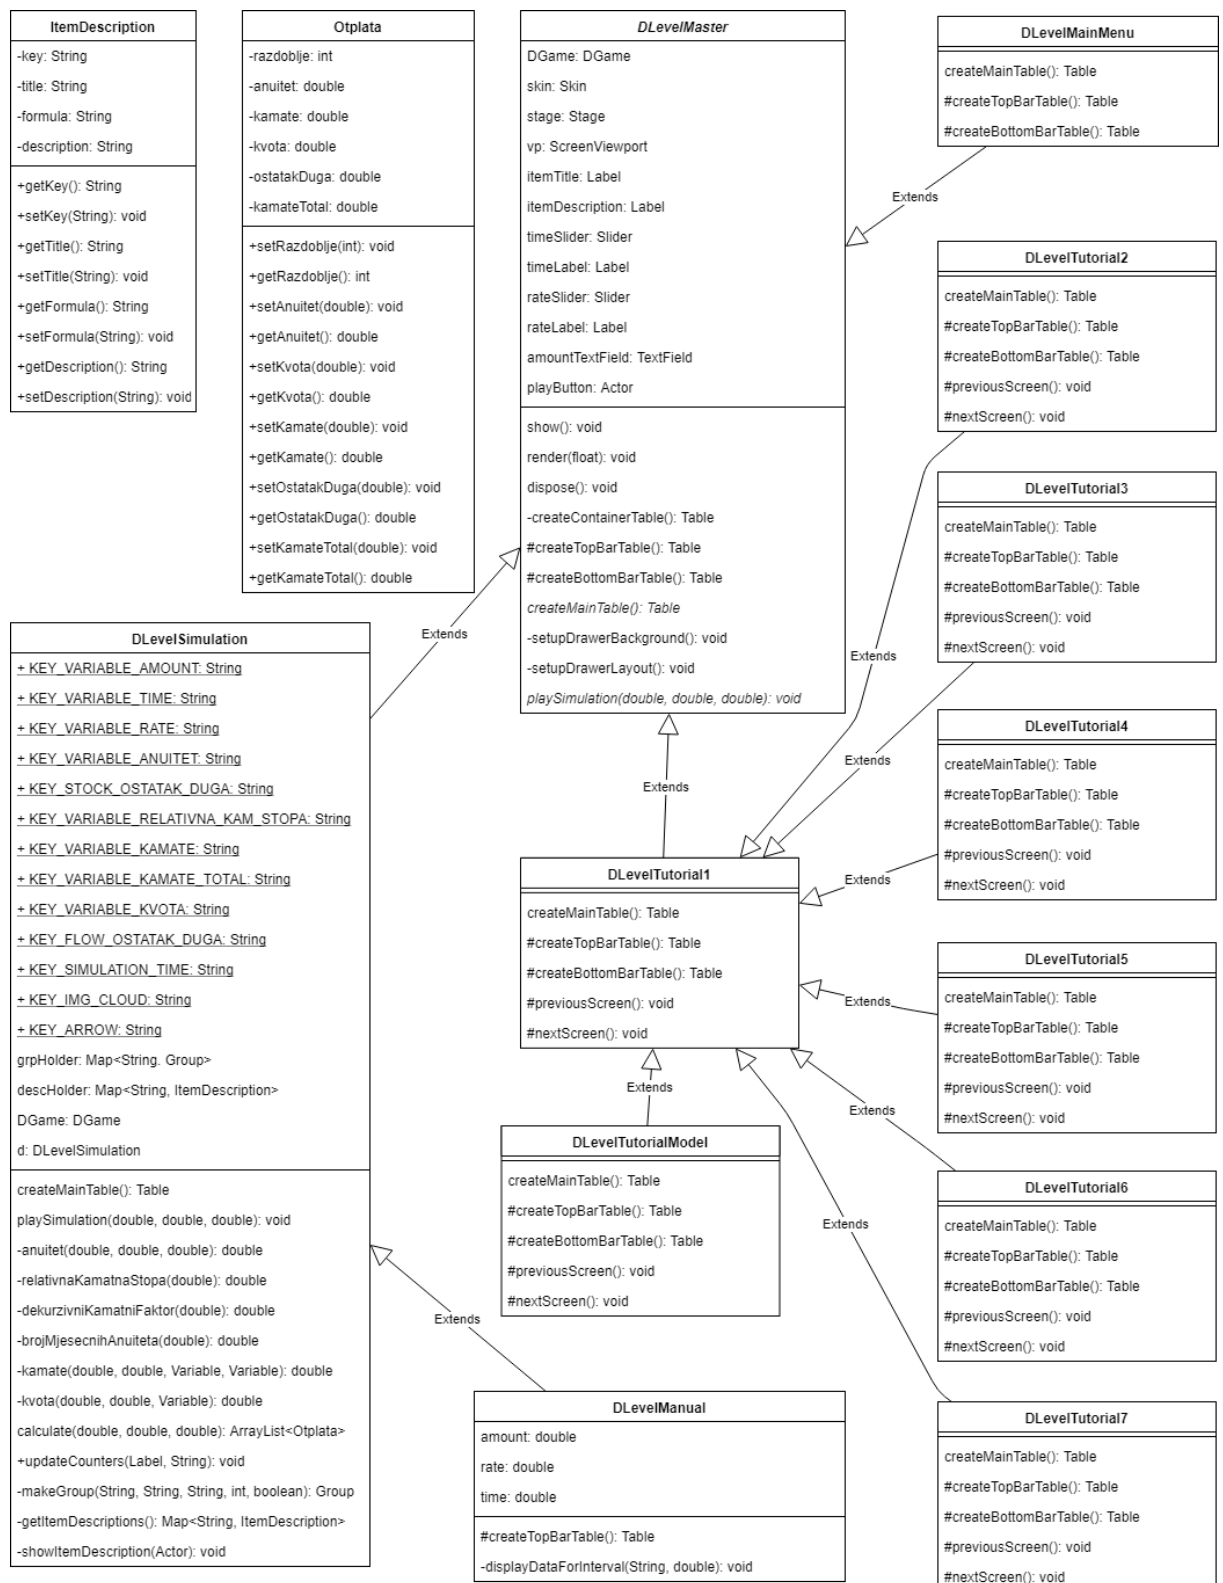 ItemDescription
-key: String
-title: String
-formula: String
-description: String
+getKey(): String
+setKey(String): void
+getTitle(): String
+setTitle(String): void
+getFormula(): String
+setFormula(String): void
+getDescription(): String
+setDescription(String): void
Otplata
-razdoblje: int
-anuitet: double
-kamate: double
-kvota: double
-ostatakDuga: double
-kamateTotal: double
+setRazdoblje(int): void
+getRazdoblje(): int
+setAnuitet(double): void
+getAnuitet(): double
+setKvota(double): void
+getKvota(): double
+setKamate(double): void
+getKamate(): double
+setOstatakDuga(double): void
+getOstatakDuga(): double
+setKamateTotal(double): void
+getKamateTotal(): double
DLevelMaster
DGame: DGame
skin: Skin
stage: Stage
vp: ScreenViewport
itemTitle: Label
itemDescription: Label
timeSlider: Slider
timeLabel: Label
rateSlider: Slider
rateLabel: Label
amountTextField: TextField
playButton: Actor
show(): void
render(float): void
dispose(): void
-createContainerTable(): Table
#createTopBarTable(): Table
#createBottomBarTable(): Table
createMainTable(): Table
-setupDrawerBackground(): void
-setupDrawerLayout(): void
playSimulation(double, double, double): void
DLevelMainMenu
createMainTable(): Table
#createTopBarTable(): Table
#createBottomBarTable(): Table
Extends
DLevelTutorial2
createMainTable(): Table
#createTopBarTable(): Table
#createBottomBarTable(): Table
#previousScreen(): void
#nextScreen(): void
DLevelTutorial3
createMainTable(): Table
#createTopBarTable(): Table
#createBottomBarTable(): Table
#previousScreen(): void
#nextScreen(): void
Extends
Extends
Extends
Extends
DLevelTutorial4
createMainTable(): Table
#createTopBarTable(): Table
#createBottomBarTable(): Table
#previousScreen(): void
#nextScreen(): void
Extends
DLevelSimulation
+ KEY_VARIABLE_AMOUNT: String
+ KEY_VARIABLE_TIME: String
+ KEY_VARIABLE_RATE: String
+ KEY_VARIABLE_ANUITET: String
+ KEY_STOCK_OSTATAK_DUGA: String
+ KEY_VARIABLE_RELATIVNA_KAM_STOPA: String
+ KEY_VARIABLE_KAMATE: String
+ KEY_VARIABLE_KAMATE_TOTAL: String
+ KEY_VARIABLE_KVOTA: String
+ KEY_FLOW_OSTATAK_DUGA: String
+ KEY_SIMULATION_TIME: String
+ KEY_IMG_CLOUD: String
+ KEY_ARROW: String
grpHolder: Map<String. Group>
descHolder: Map<String, ItemDescription>
DGame: DGame
d: DLevelSimulation
createMainTable(): Table
playSimulation(double, double, double): void
-anuitet(double, double, double): double
-relativnaKamatnaStopa(double): double
-dekurzivniKamatniFaktor(double): double
-brojMjesecnihAnuiteta(double): double
-kamate(double, double, Variable, Variable): double
-kvota(double, double, Variable): double
calculate(double, double, double): ArrayList<Otplata>
+updateCounters(Label, String): void
-makeGroup(String, String, String, int, boolean): Group
-getItemDescriptions(): Map<String, ItemDescription>
-showItemDescription(Actor): void
DLevelTutorial1
createMainTable(): Table
#createTopBarTable(): Table
#createBottomBarTable(): Table
#previousScreen(): void
#nextScreen(): void
DLevelTutorial5
createMainTable(): Table
#createTopBarTable(): Table
#createBottomBarTable(): Table
#previousScreen(): void
#nextScreen(): void
Extends
Extends
Extends
DLevelTutorialModel
createMainTable(): Table
#createTopBarTable(): Table
#createBottomBarTable(): Table
#previousScreen(): void
#nextScreen(): void
DLevelTutorial6
createMainTable(): Table
#createTopBarTable(): Table
#createBottomBarTable(): Table
#previousScreen(): void
#nextScreen(): void
Extends
Extends
DLevelManual
amount: double
rate: double
time: double
#createTopBarTable(): Table
-displayDataForInterval(String, double): void
DLevelTutorial7
createMainTable(): Table
#createTopBarTable(): Table
#createBottomBarTable(): Table
#previousScreen(): void
#nextScreen(): void